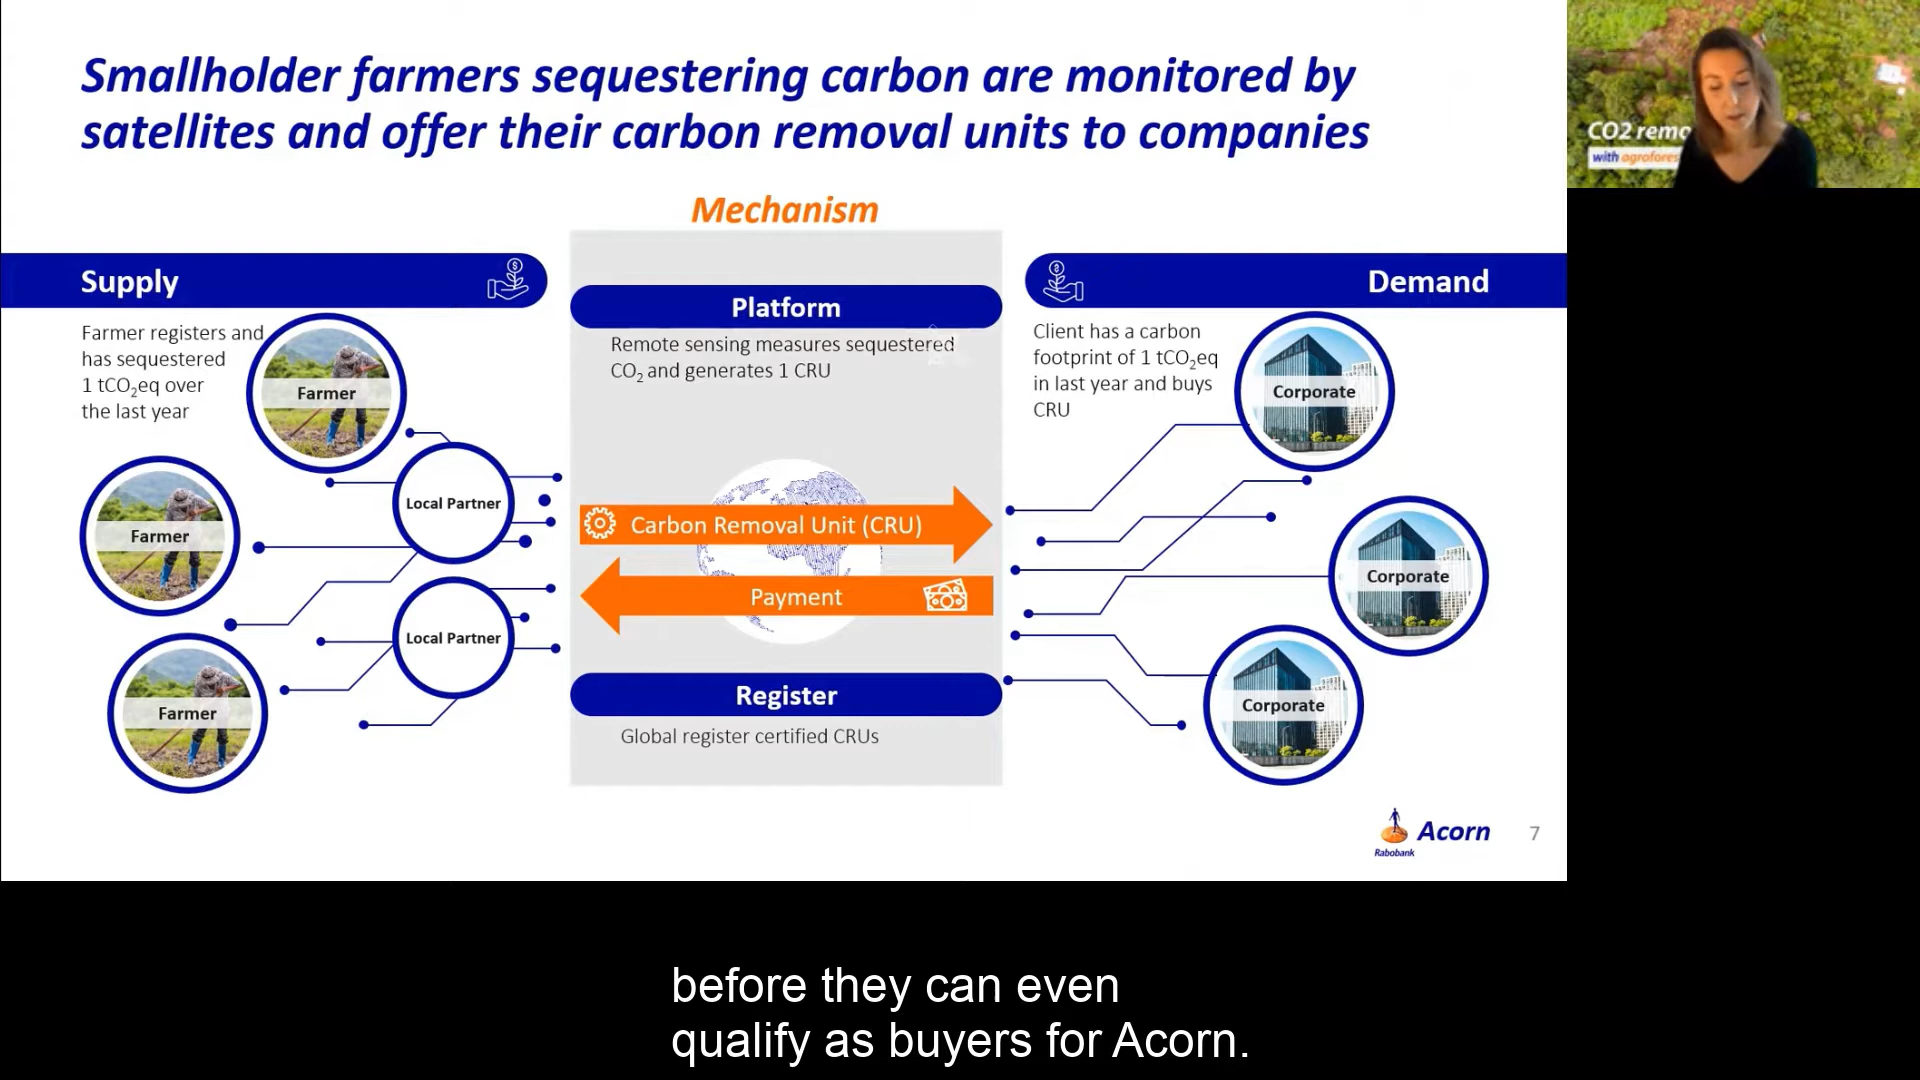 Smallholder farmers sequestering carbon are monitored by
satellites and offer their carbon removal units to companies
CO2 remo
with agrofores
Mechanism
Supply
Farmer registers and
has sequestered
1 tCO2eq over
the last year
Farmer
Farmer
Farmer
Local Partner
Local Partner
Platform
Remote sensing measures sequestered
CO2 and generates 1 CRU
Carbon Removal Unit (CRU)
Payment
Register
Global register certified CRUs
Demand
Client has a carbon
footprint of 1 tCO2eq
in last year and buys
CRU
Corporate
Corporate
Corporate
Acorn
Rabobank
7
before they can even
qualify as buyers for Acorn.